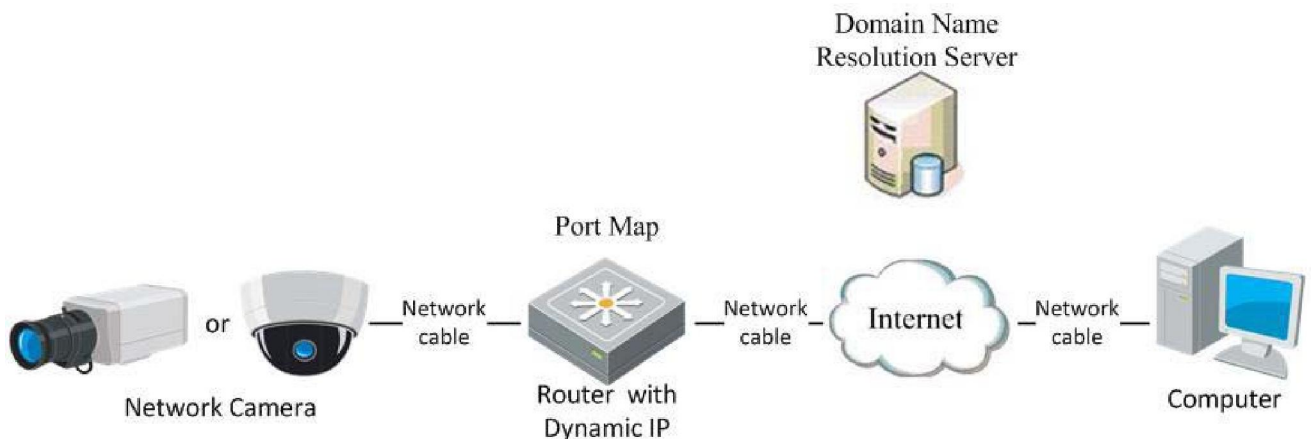 Domain Name
Resolution Server
Port Map
or
Network
cable
Network
cable
Internet
Network
cable
Network Camera
Router with
Dynamic IP
Computer